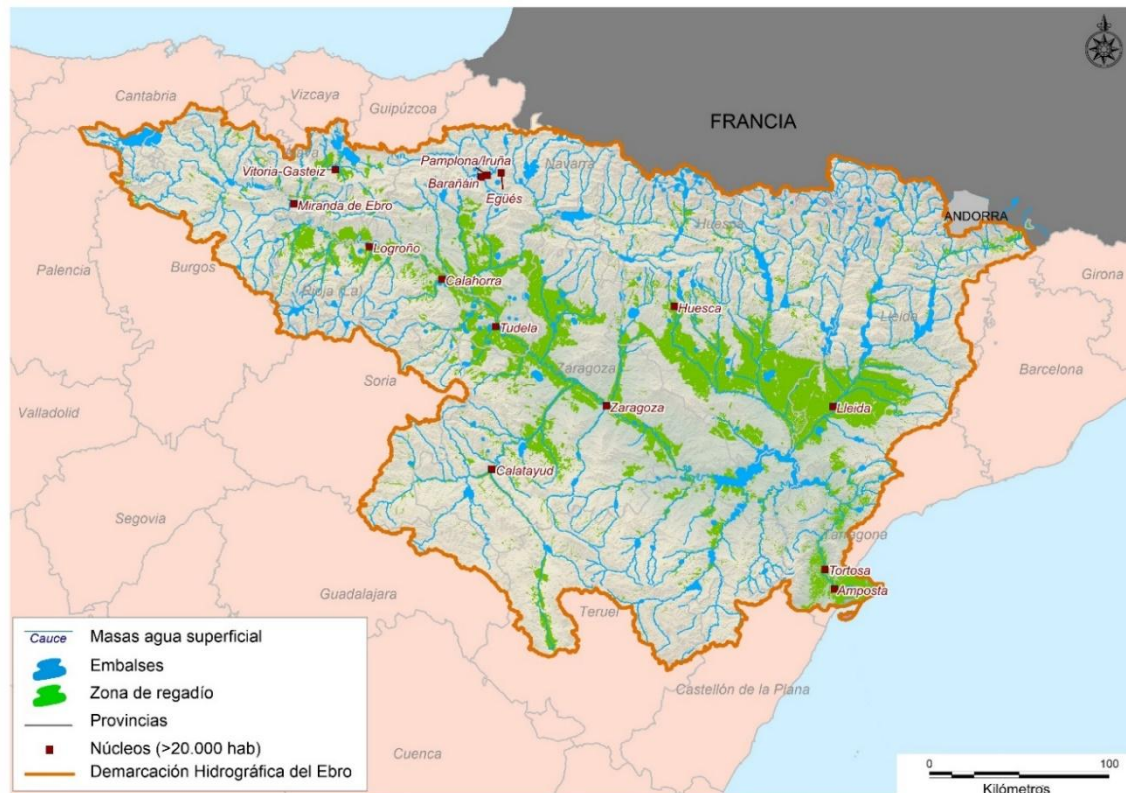 Cantabria
Vizcaya
Guipúzcoa
FRANCIA
Pamplona/Iruña
Navarra
Vitoria-Gasteiz
Barañáin
Egüés
Miranda de Ebro
ANDORRA
Huesca
Palencia
Burgos
Logroño
Girona
Calahorra
Rioja (La)
Huesca
Lleida
Tudela
Barcelona
Zaragoza
Soria
Valladolid
Zaragoza
Lleida
Calatayud
Segovia
Tarragona
Tortosa
Amposta
Guadalajara
Teruel
Castellón de la Plana
Cuenca
Cauce Masas agua superficial
Embalses
Zona de regadío
Provincias
Núcleos (>20.000 hab)
Demarcación Hidrográfica del Ebro
0 100
Kilómetros